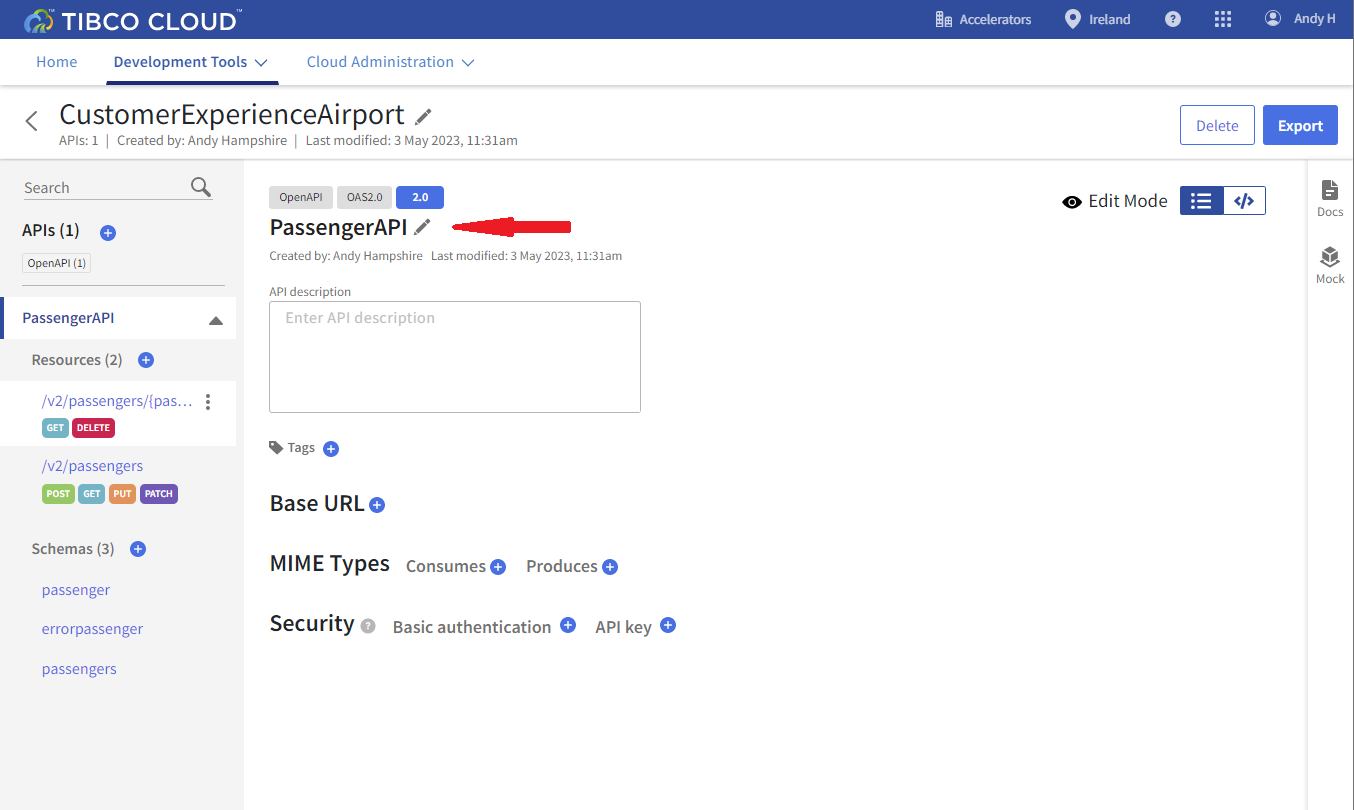 TIBCO CLOUD™
Accelerators
Ireland
?
Andy H
Home
Development Tools
Cloud Administration
CustomerExperienceAirport
APIs: 1 | Created by: Andy Hampshire | Last modified: 3 May 2023, 11:31am
Delete
Export
Search
APIs (1)
OpenAPI (1)
PassengerAPI
Resources (2)
/v2/passengers/{pas...
GET DELETE
/v2/passengers
POST GET PUT PATCH
Schemas (3)
passenger
errorpassenger
passengers
OpenAPI OAS2.0 2.0
PassengerAPI
Created by: Andy Hampshire Last modified: 3 May 2023, 11:31am
Edit Mode
</>
API description
Enter API description
Tags
Base URL
MIME Types Consumes Produces
Security ? Basic authentication API key
Docs
Mock